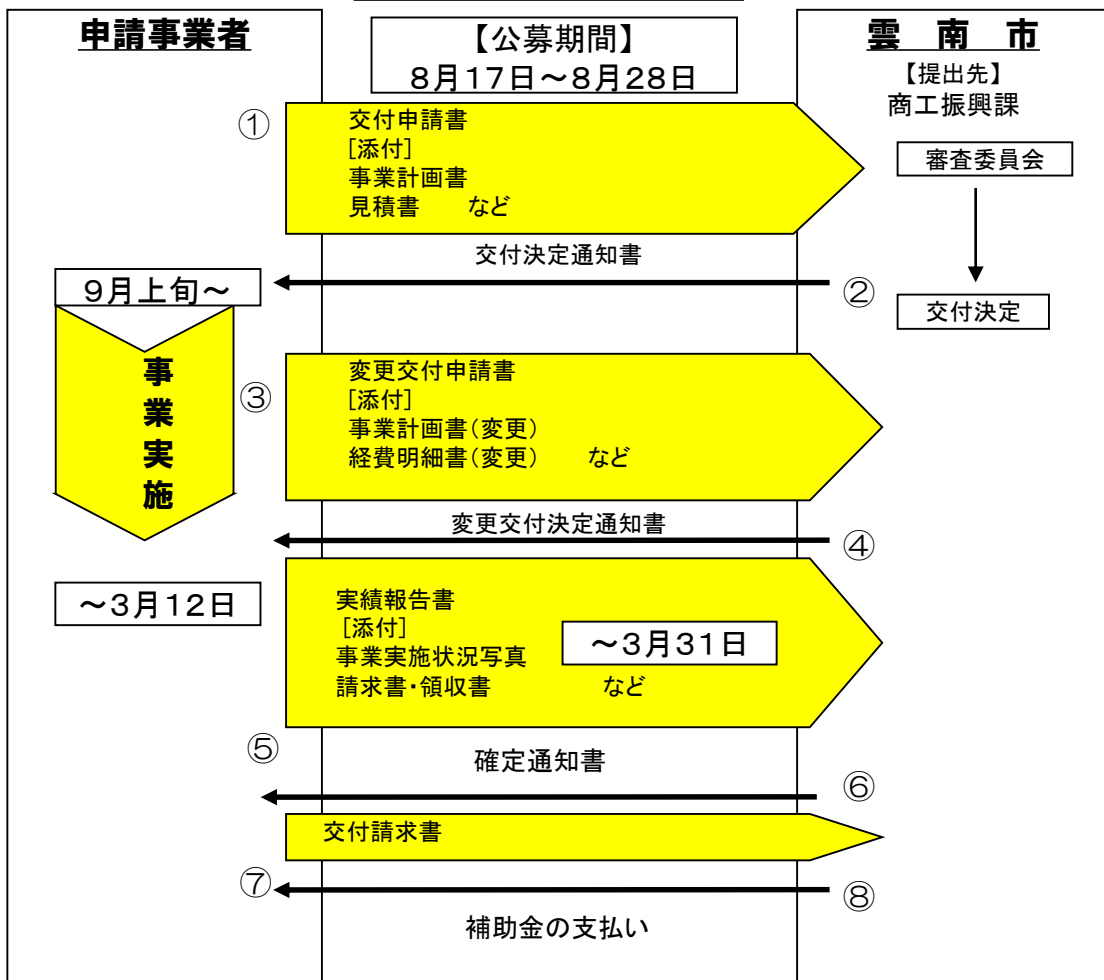 申請事業者
【公募期間】
8月17日～8月28日
雲 南 市
【提出先】
商工振興課
①
交付申請書
[添付]
事業計画書
見積書 など
審査委員会
交付決定通知書
②
交付決定
9月上旬～
事業実施
③
変更交付申請書
[添付]
事業計画書(変更)
経費明細書(変更) など
変更交付決定通知書
④
～3月12日
実績報告書
[添付]
事業実施状況写真
～3月31日
請求書・領収書 など
⑤
確定通知書
⑥
交付請求書
⑦
⑧
補助金の支払い